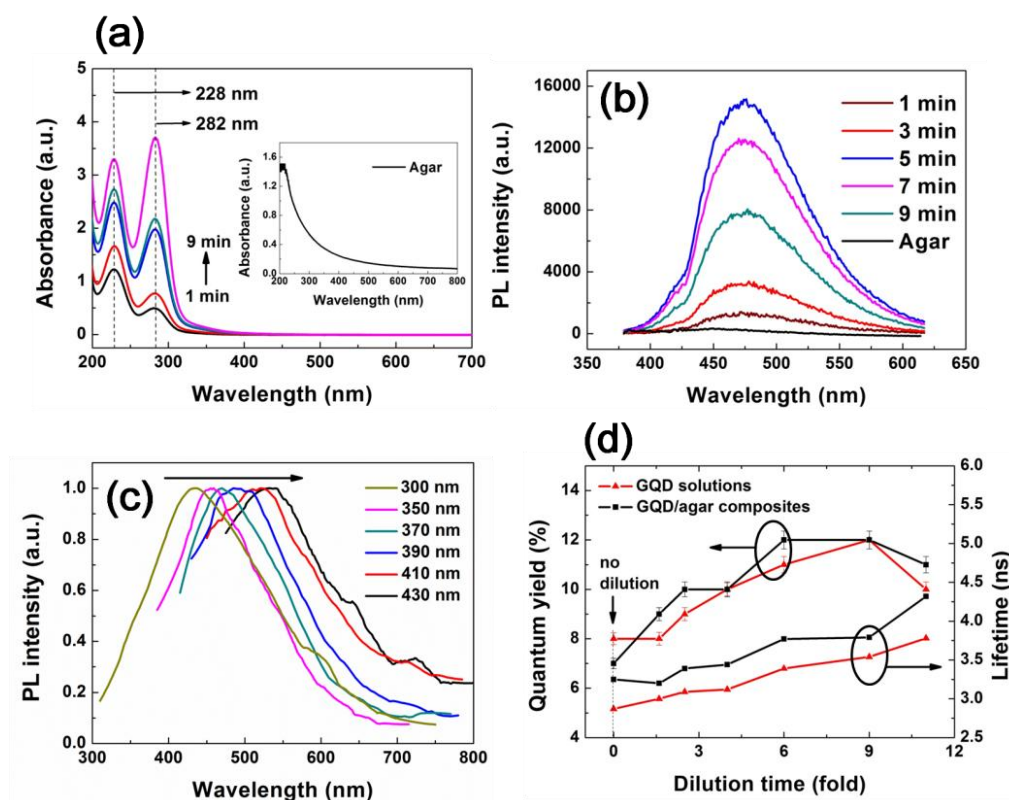 (a)
5
4
3
2
1
0
Absorbance (a.u.)
228 nm
282 nm
9 min
1 min
1.6
1.2
0.8
0.4
0.0
Absorbance (a.u.)
Agar
200 300 400 500 600 700 800
Wavelength (nm)
200 300 400 500 600 700
Wavelength (nm)
(b)
16000
12000
8000
4000
0
PL intensity (a.u.)
1 min
3 min
5 min
7 min
9 min
Agar
350 400 450 500 550 600 650
Wavelength (nm)
(c)
1.0
0.8
0.6
0.4
0.2
0.0
PL intensity (a.u.)
300 nm
350 nm
370 nm
390 nm
410 nm
430 nm
300 400 500 600 700 800
Wavelength (nm)
(d)
14
12
10
8
6
4
Quantum yield (%)
GQD solutions
GQD/agar composites
no
dilution
6.0
5.5
5.0
4.5
4.0
3.5
3.0
2.5
Lifetime (ns)
0 3 6 9 12
Dilution time (fold)